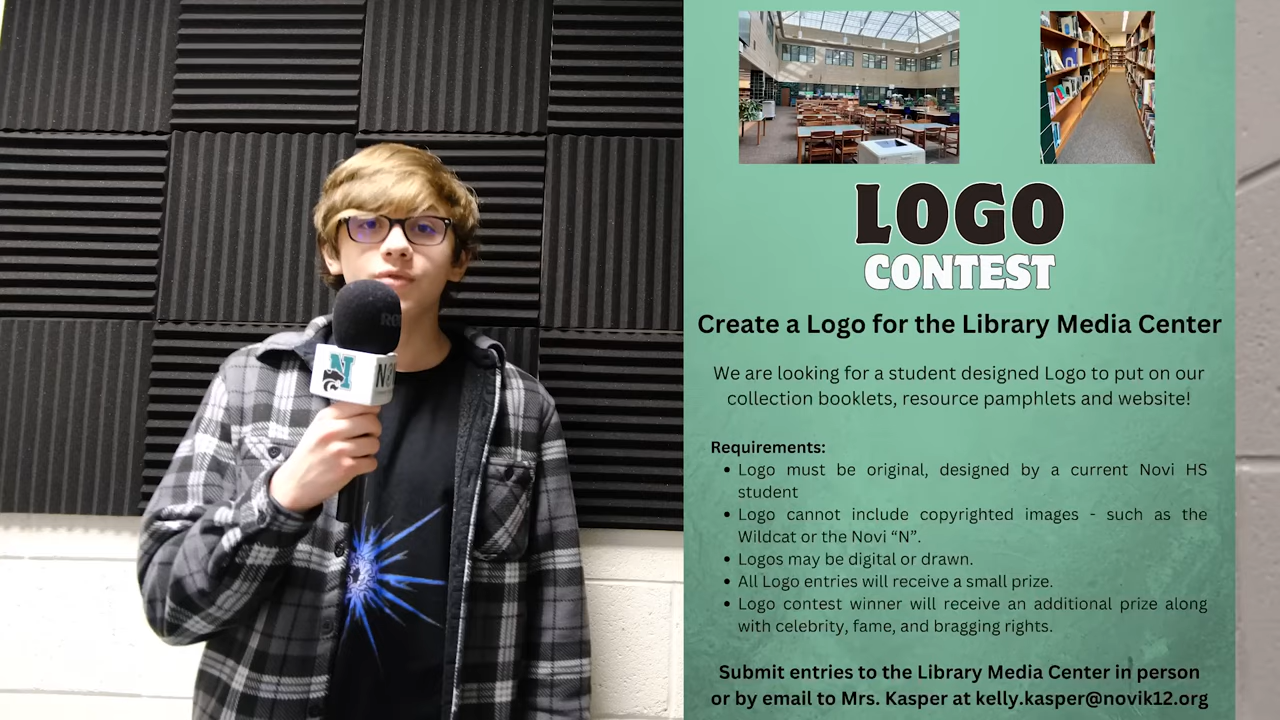 N
LOGO
CONTEST
Create a Logo for the Library Media Center
We are looking for a student designed Logo to put on our
collection booklets, resource pamphlets and website!
Requirements:
• Logo must be original, designed by a current Novi HS
student
• Logo cannot include copyrighted images - such as the
Wildcat or the Novi “N”.
• Logos may be digital or drawn.
• All Logo entries will receive a small prize.
• Logo contest winner will receive an additional prize along
with celebrity, fame, and bragging rights.
Submit entries to the Library Media Center in person
or by email to Mrs. Kasper at kelly.kasper@novik12.org